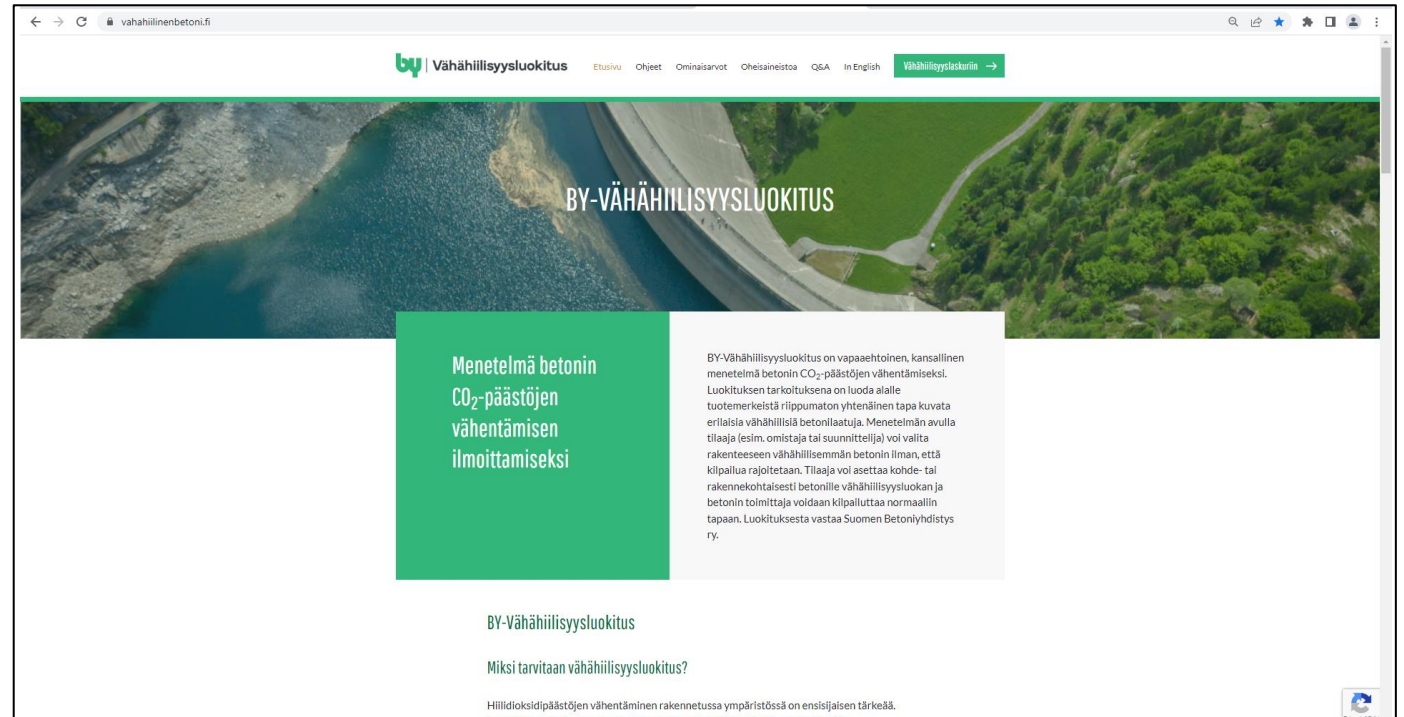 vahahiilinenbetoni.fi
by | Vähähiilisyysluokitus
Etusivu Ohjeet Ominaisarvot Oheisaineistoa Q&A In English Vähähiilisyyslaskuriin →
BY-VÄHÄHIILISYYSLUOKITUS
Menetelmä betonin
CO₂-päästöjen
vähentämisen
ilmoittamiseksi
BY-Vähähiilisyysluokitus on vapaaehtoinen, kansallinen
menetelmä betonin CO₂-päästöjen vähentämiseksi.
Luokituksen tarkoituksena on luoda alalle
tuotemerkeistä riippumaton yhtenäinen tapa kuvata
erilaisia vähähiilisiä betonilaatuja. Menetelmän avulla
tilaaja (esim. omistaja tai suunnittelija) voi valita
rakenteeseen vähähiilisemmän betonin ilman, että
kilpailua rajoitetaan. Tilaaja voi asettaa kohde- tai
rakennekohtaisesti betonille vähähiilisyysluokan ja
betonin toimittaja voidaan kilpailuttaa normaaliin
tapaan. Luokituksesta vastaa Suomen Betoniyhdistys
ry.
BY-Vähähiilisyysluokitus
Miksi tarvitaan vähähiilisyysluokitus?
Hiilidioksidipäästöjen vähentäminen rakennetussa ympäristössä on ensisijaisen tärkeää.